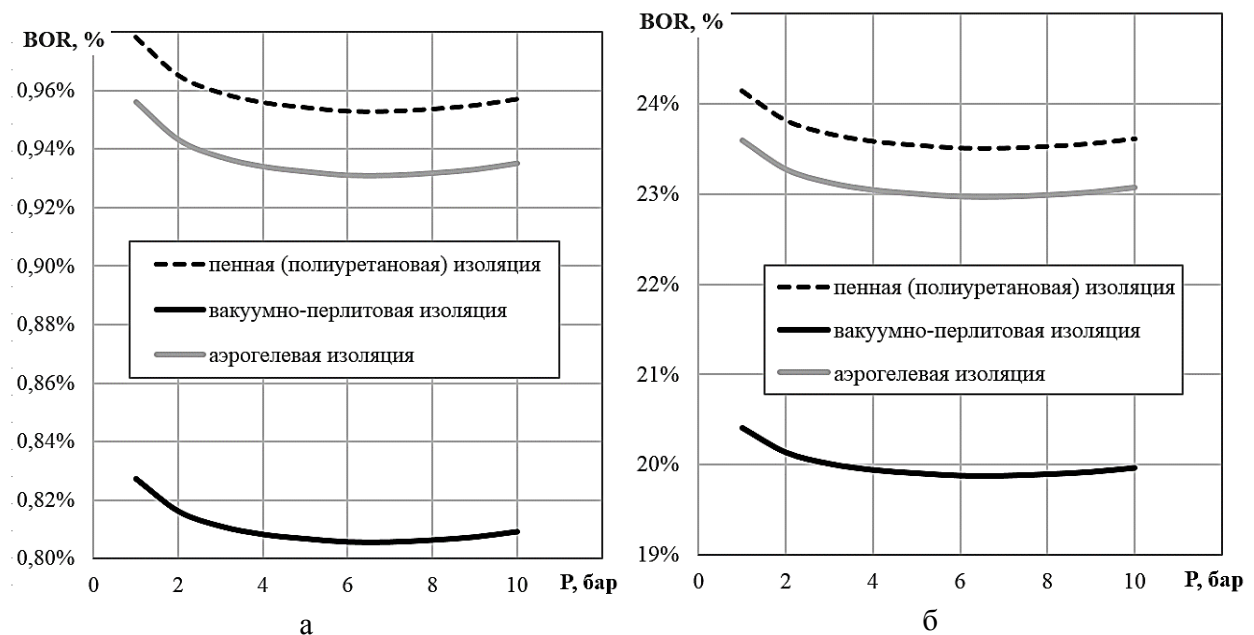 BOR, %
0,96%
0,94%
0,92%
0,90%
0,88%
0,86%
0,84%
0,82%
0,80%
0 2 4 6 8 10 P, бар
пенная (полиуретановая) изоляция
вакуумно-перлитовая изоляция
аэрогелевая изоляция
а
BOR, %
24%
23%
22%
21%
20%
19%
0 2 4 6 8 10 P, бар
пенная (полиуретановая) изоляция
вакуумно-перлитовая изоляция
аэрогелевая изоляция
б